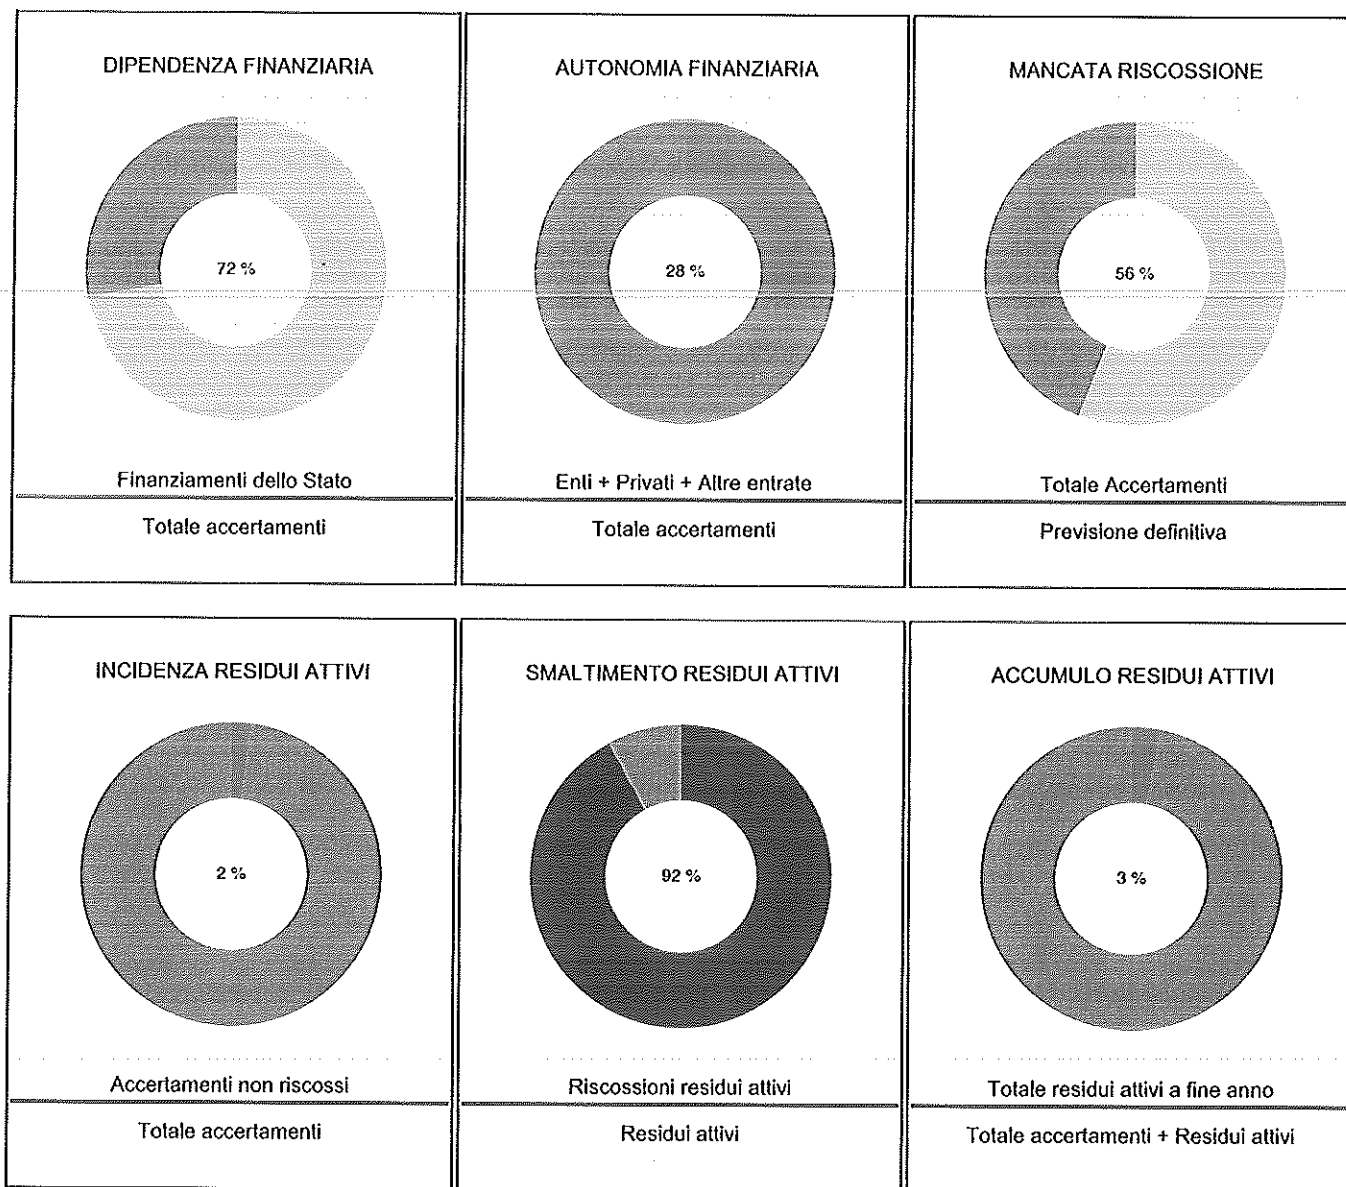 DIPENDENZA FINANZIARIA
72 %
Finanziamenti dello Stato
Totale accertamenti
AUTONOMIA FINANZIARIA
28 %
Enti + Privati + Altre entrate
Totale accertamenti
MANCATA RISCOSSIONE
56 %
Totale Accertamenti
Previsione definitiva
INCIDENZA RESIDUI ATTIVI
2 %
Accertamenti non riscossi
Totale accertamenti
SMALTIMENTO RESIDUI ATTIVI
92 %
Riscossioni residui attivi
Residui attivi
ACCUMULO RESIDUI ATTIVI
3 %
Totale residui attivi a fine anno
Totale accertamenti + Residui attivi